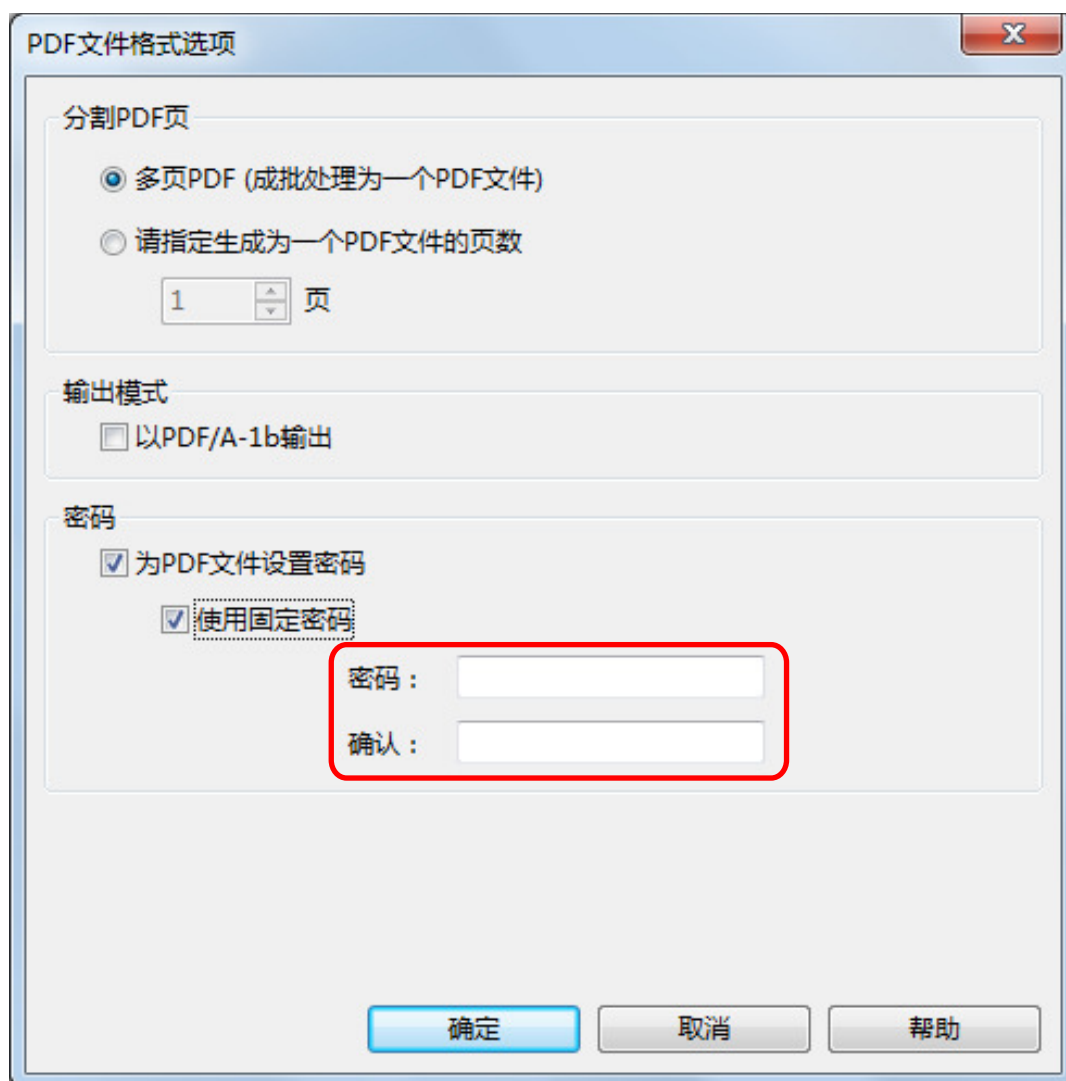 PDF文件格式选项
分割PDF页
多页PDF (成批处理为一个PDF文件)
请指定生成为一个PDF文件的页数
1 页
输出模式
以PDF/A-1b输出
密码
为PDF文件设置密码
使用固定密码
密码：
确认：
确定 取消 帮助